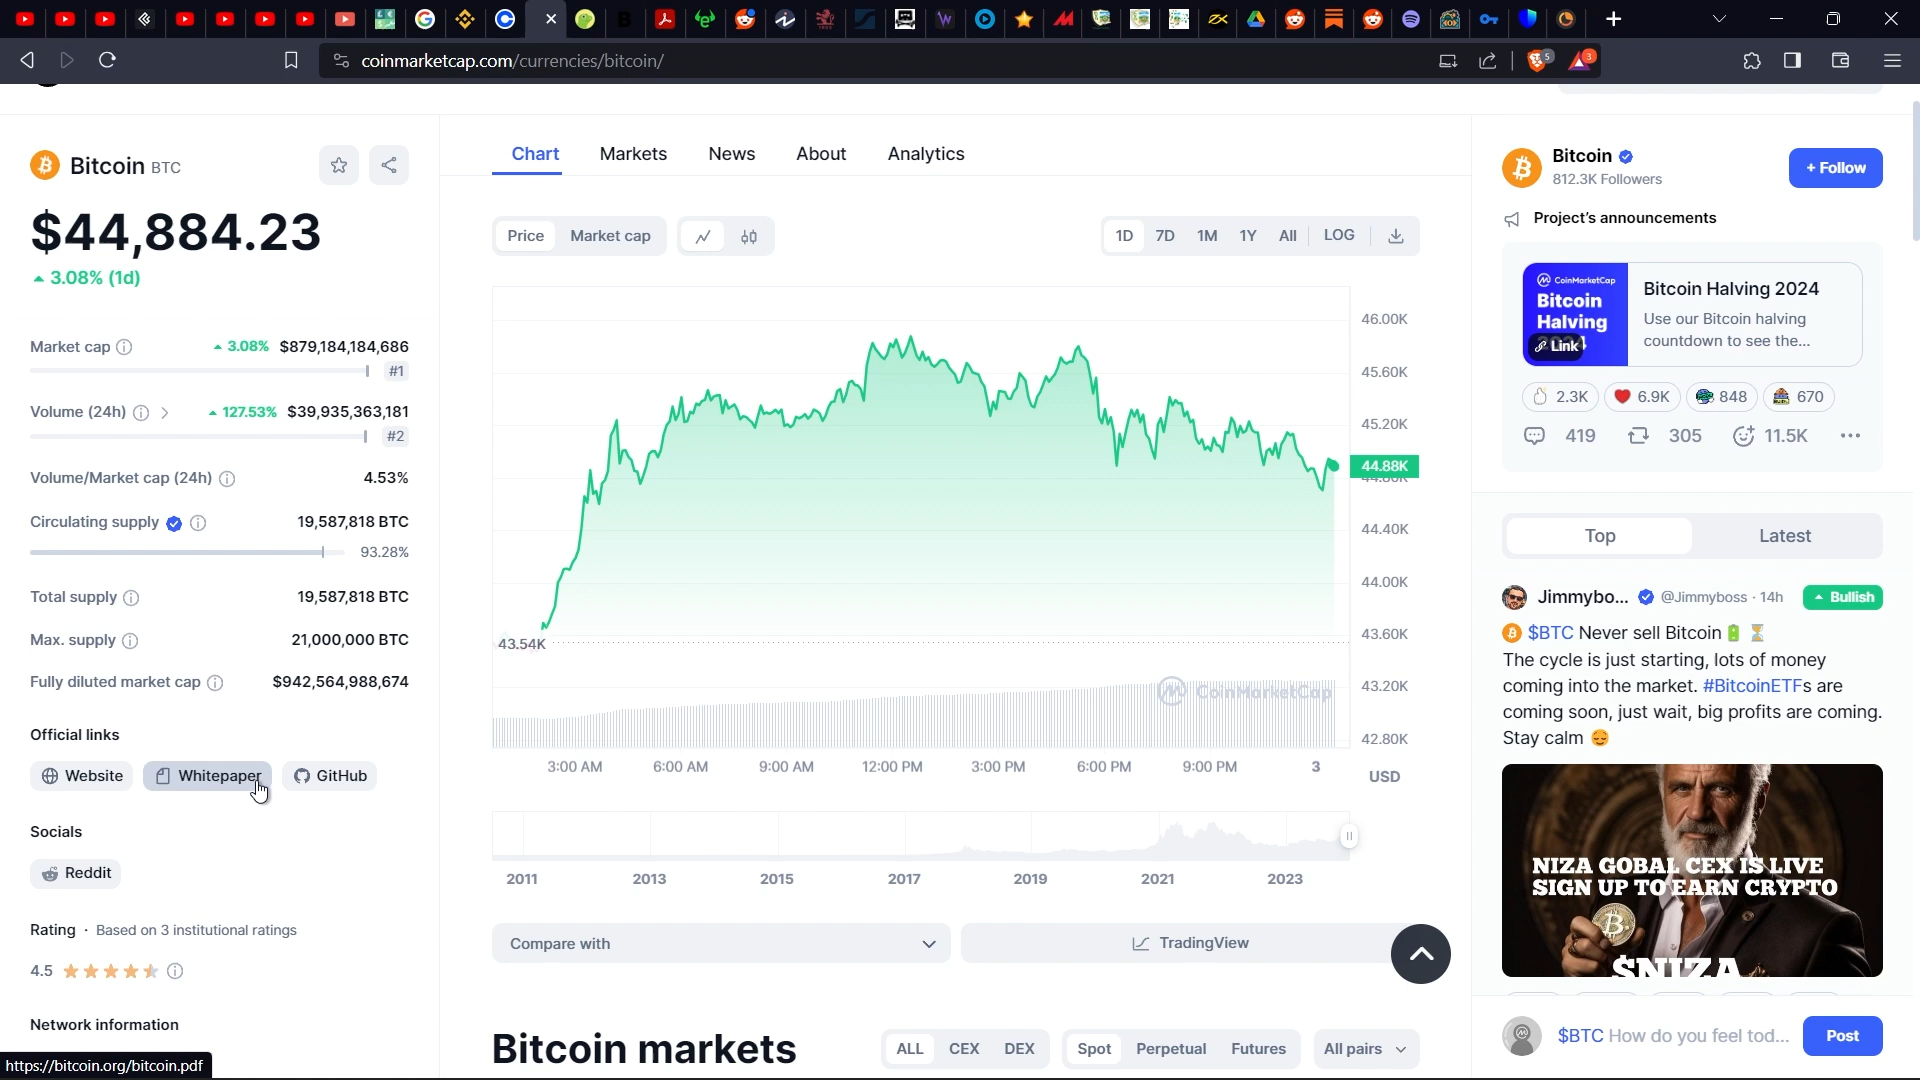 coinmarketcap.com/currencies/bitcoin/
5
3
Bitcoin BTC
$44,884.23
3.08% (1d)
Market cap 3.08% $879,184,184,686
#1
Volume (24h) 127.53% $39,935,363,181
#2
Volume/Market cap (24h) 4.53%
Circulating supply 19,587,818 BTC
93.28%
Total supply 19,587,818 BTC
Max. supply 21,000,000 BTC
Fully diluted market cap $942,564,988,674
Official links
Website Whitepaper GitHub
Socials
Reddit
Rating · Based on 3 institutional ratings
4.5
Network information
https://bitcoin.org/bitcoin.pdf
Chart Markets News About Analytics
Price Market cap
1D 7D 1M 1Y All LOG
46.00K
45.60K
45.20K
44.88K
44.40K
44.00K
43.60K
43.54K
43.20K
CoinMarketCap
42.80K
3:00 AM 6:00 AM 9:00 AM 12:00 PM 3:00 PM 6:00 PM 9:00 PM 3 USD
2011 2013 2015 2017 2019 2021 2023
Compare with
TradingView
Bitcoin markets
ALL CEX DEX
Spot Perpetual Futures
All pairs
Bitcoin
812.3K Followers
+ Follow
Project's announcements
CoinMarketCap
Bitcoin
Halving
Link
Bitcoin Halving 2024
Use our Bitcoin halving
countdown to see the...
2.3K 6.9K 848 670
419 305 11.5K
Top Latest
Jimmybo... @Jimmyboss · 14h Bullish
$BTC Never sell Bitcoin
The cycle is just starting, lots of money
coming into the market. #BitcoinETFs are
coming soon, just wait, big profits are coming.
Stay calm
NIZA GOBAL CEX IS LIVE
SIGN UP TO EARN CRYPTO
$NIZA
$BTC How do you feel tod...
Post